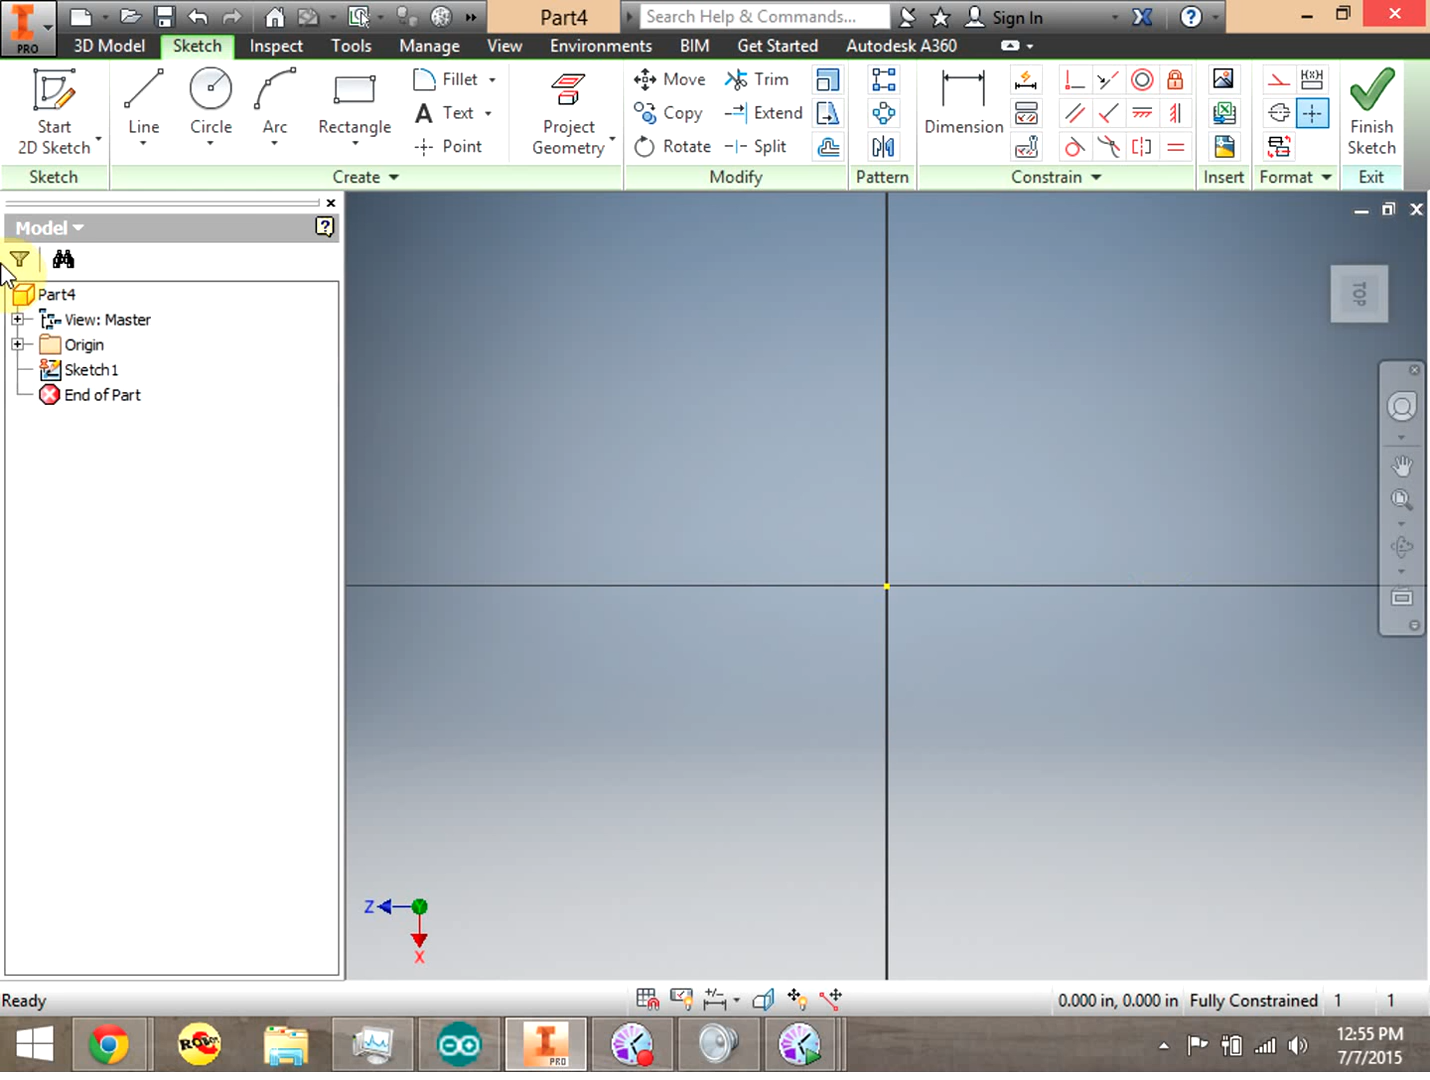 Part4
Search Help & Commands...
Sign In
PRO
3D Model
Sketch
Inspect
Tools
Manage
View
Environments
BIM
Get Started
Autodesk A360
Start
2D Sketch
Line
Circle
Arc
Rectangle
Fillet
Text
Point
Project
Geometry
Move
Copy
Rotate
Trim
Extend
Split
Dimension
Finish
Sketch
Sketch
Create
Modify
Pattern
Constrain
Insert
Format
Exit
Model
Part4
View: Master
Origin
Sketch1
End of Part
TOP
Z
X
Ready
0.000 in, 0.000 in
Fully Constrained
1
1
PRO
12:55 PM
7/7/2015